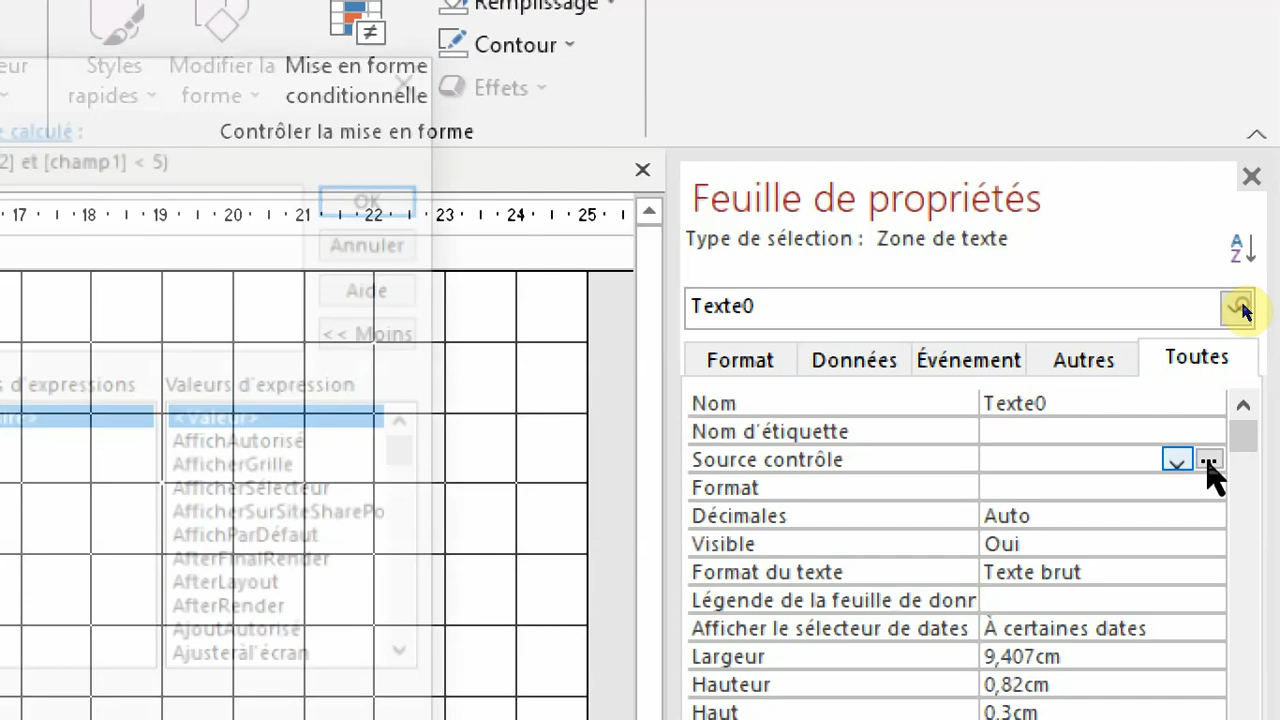 Remplissage
Contour
Effets
eur
Styles
rapides
Modifier la
forme
Mise en forme
conditionnelle
e calculé :
Contrôler la mise en forme
2] et [champ1] < 5)
17 18 19 20 21 22 23 24 25
OK
Annuler
Aide
<< Moins
s d'expressions
Valeurs d'expression
<Valeur>
AffichAutorisé
AfficherGrille
AfficherSélecteur
AfficherSurSiteSharePo
AffichParDéfaut
AfterFinalRender
AfterLayout
AfterRender
AjoutAutorisé
Ajusteràl'écran
Feuille de propriétés
Type de sélection : Zone de texte
A
Z
Texte0
Format Données Événement Autres Toutes
Nom Texte0
Nom d'étiquette
Source contrôle ...
Format
Décimales Auto
Visible Oui
Format du texte Texte brut
Légende de la feuille de donr
Afficher le sélecteur de dates À certaines dates
Largeur 9,407cm
Hauteur 0,82cm
Haut 0,3cm